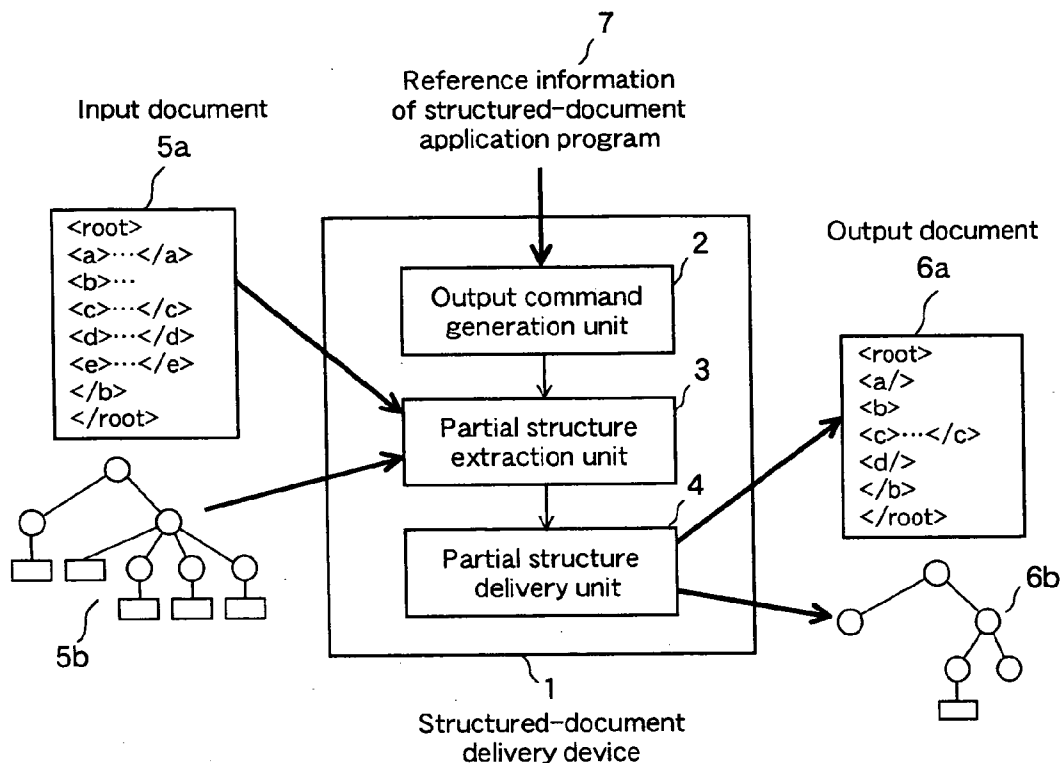 7
Reference information
of structured-document
application program
Input document
5a
<root>
<a>…</a>
<b>…
<c>…</c>
<d>…</d>
<e>…</e>
</b>
</root>
5b
2
Output command
generation unit
3
Partial structure
extraction unit
4
Partial structure
delivery unit
1
Structured-document
delivery device
Output document
6a
<root>
<a/>
<b>
<c>…</c>
<d/>
</b>
</root>
6b